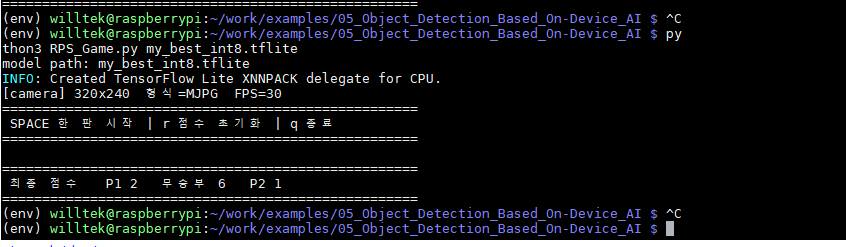 ====================================================
(env) willtek@raspberrypi:~/work/examples/05_Object_Detection_Based_On-Device_AI $ ^C
(env) willtek@raspberrypi:~/work/examples/05_Object_Detection_Based_On-Device_AI $ py
thon3 RPS_Game.py my_best_int8.tflite
model path: my_best_int8.tflite
INFO: Created TensorFlow Lite XNNPACK delegate for CPU.
[camera] 320x240 형식=MJPG FPS=30
====================================================
SPACE 한 판 시작 | r 점수 초기화 | q 종료
====================================================
====================================================
최종 점수 P1 2 무승부 6 P2 1
====================================================
(env) willtek@raspberrypi:~/work/examples/05_Object_Detection_Based_On-Device_AI $ ^C
(env) willtek@raspberrypi:~/work/examples/05_Object_Detection_Based_On-Device_AI $